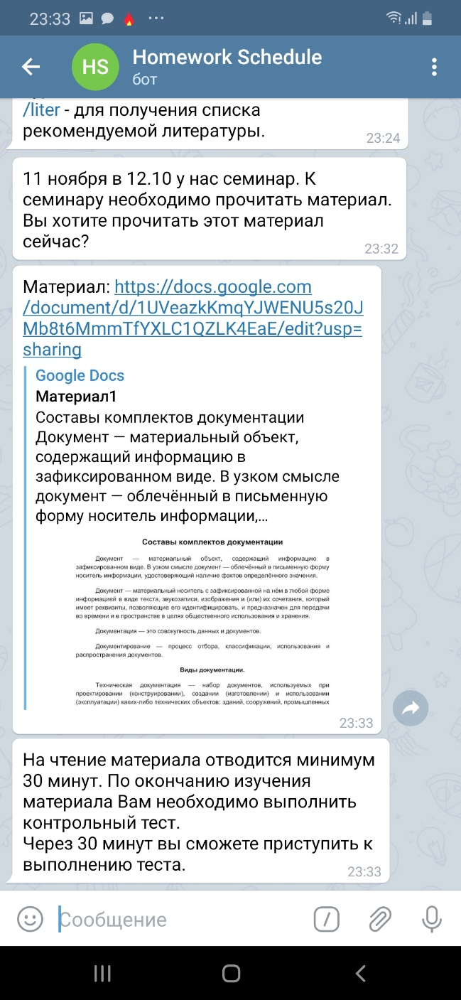 23:33
HS
Homework Schedule
бот
/liter - для получения списка
рекомендуемой литературы.
23:24
11 ноября в 12.10 у нас семинар. К
семинару необходимо прочитать материал.
Вы хотите прочитать этот материал
сейчас?
23:32
Материал: https://docs.google.com
/document/d/1UVeazkKmqYJWENU5s20J
Mb8t6MmmTfYXLC1QZLK4EaE/edit?usp=
sharing
Google Docs
Материал1
Составы комплектов документации
Документ — материальный объект,
содержащий информацию в
зафиксированном виде. В узком смысле
документ — облечённый в письменную
форму носитель информации,...
Составы комплектов документации
Документ — материальный объект, содержащий информацию в
зафиксированном виде. В узком смысле документ — облечённый в письменную форму
носитель информации, удостоверяющий наличие фактов определённого значения.
Документ — материальный носитель с зафиксированной на нём в любой форме
информацией в виде текста, звукозаписи, изображения и (или) их сочетания, который
имеет реквизиты, позволяющие его идентифицировать, и предназначен для передачи
во времени и в пространстве в целях общественного использования и хранения.
Документация — это совокупность данных и документов.
Документирование — процесс отбора, классификации, использования и
распространения документов.
Виды документации.
Техническая документация — набор документов, используемых при
проектировании (конструировании), создании (изготовлении) и использовании
(эксплуатации) каких-либо технических объектов: зданий, сооружений, промышленных
23:33
На чтение материала отводится минимум
30 минут. По окончанию изучения
материала Вам необходимо выполнить
контрольный тест.
Через 30 минут вы сможете приступить к
выполнению теста.
23:33
Сообщение